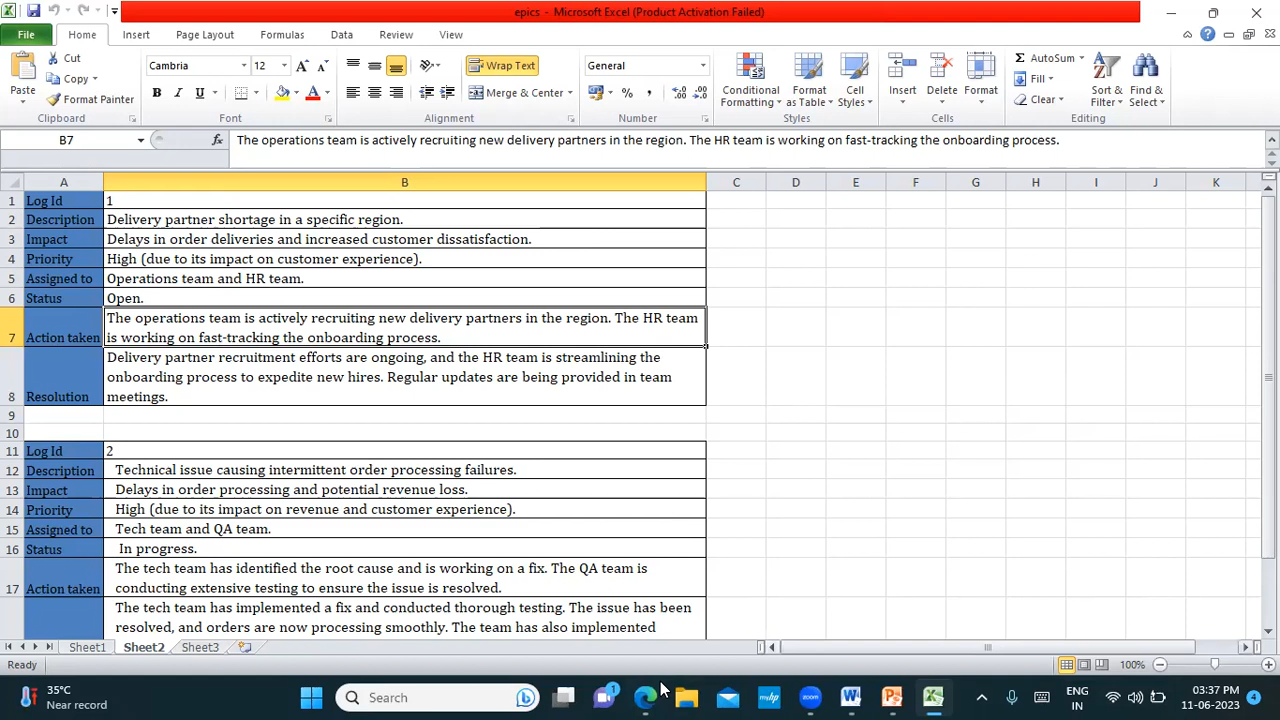 epics - Microsoft Excel (Product Activation Failed)
File Home Insert Page Layout Formulas Data Review View
Cut
Copy
Format Painter
Paste
Clipboard
Cambria 12
B I U
Font
Wrap Text
Merge & Center
Alignment
General
%
Number
Conditional Formatting
Format as Table
Cell Styles
Styles
Insert Delete Format
Cells
AutoSum
Fill
Clear
Sort & Filter
Find & Select
Editing
B7 fx The operations team is actively recruiting new delivery partners in the region. The HR team is working on fast-tracking the onboarding process.
A B C D E F G H I J K
1 Log Id 1
2 Description Delivery partner shortage in a specific region.
3 Impact Delays in order deliveries and increased customer dissatisfaction.
4 Priority High (due to its impact on customer experience).
5 Assigned to Operations team and HR team.
6 Status Open.
The operations team is actively recruiting new delivery partners in the region. The HR team
7 Action taken is working on fast-tracking the onboarding process.
Delivery partner recruitment efforts are ongoing, and the HR team is streamlining the
onboarding process to expedite new hires. Regular updates are being provided in team
8 Resolution meetings.
9
10
11 Log Id 2
12 Description Technical issue causing intermittent order processing failures.
13 Impact Delays in order processing and potential revenue loss.
14 Priority High (due to its impact on revenue and customer experience).
15 Assigned to Tech team and QA team.
16 Status In progress.
The tech team has identified the root cause and is working on a fix. The QA team is
17 Action taken conducting extensive testing to ensure the issue is resolved.
The tech team has implemented a fix and conducted thorough testing. The issue has been
resolved, and orders are now processing smoothly. The team has also implemented
Sheet1 Sheet2 Sheet3
Ready 100%
35°C
Near record
Search
1
myhp
zoom
ENG
IN
03:37 PM
11-06-2023
4